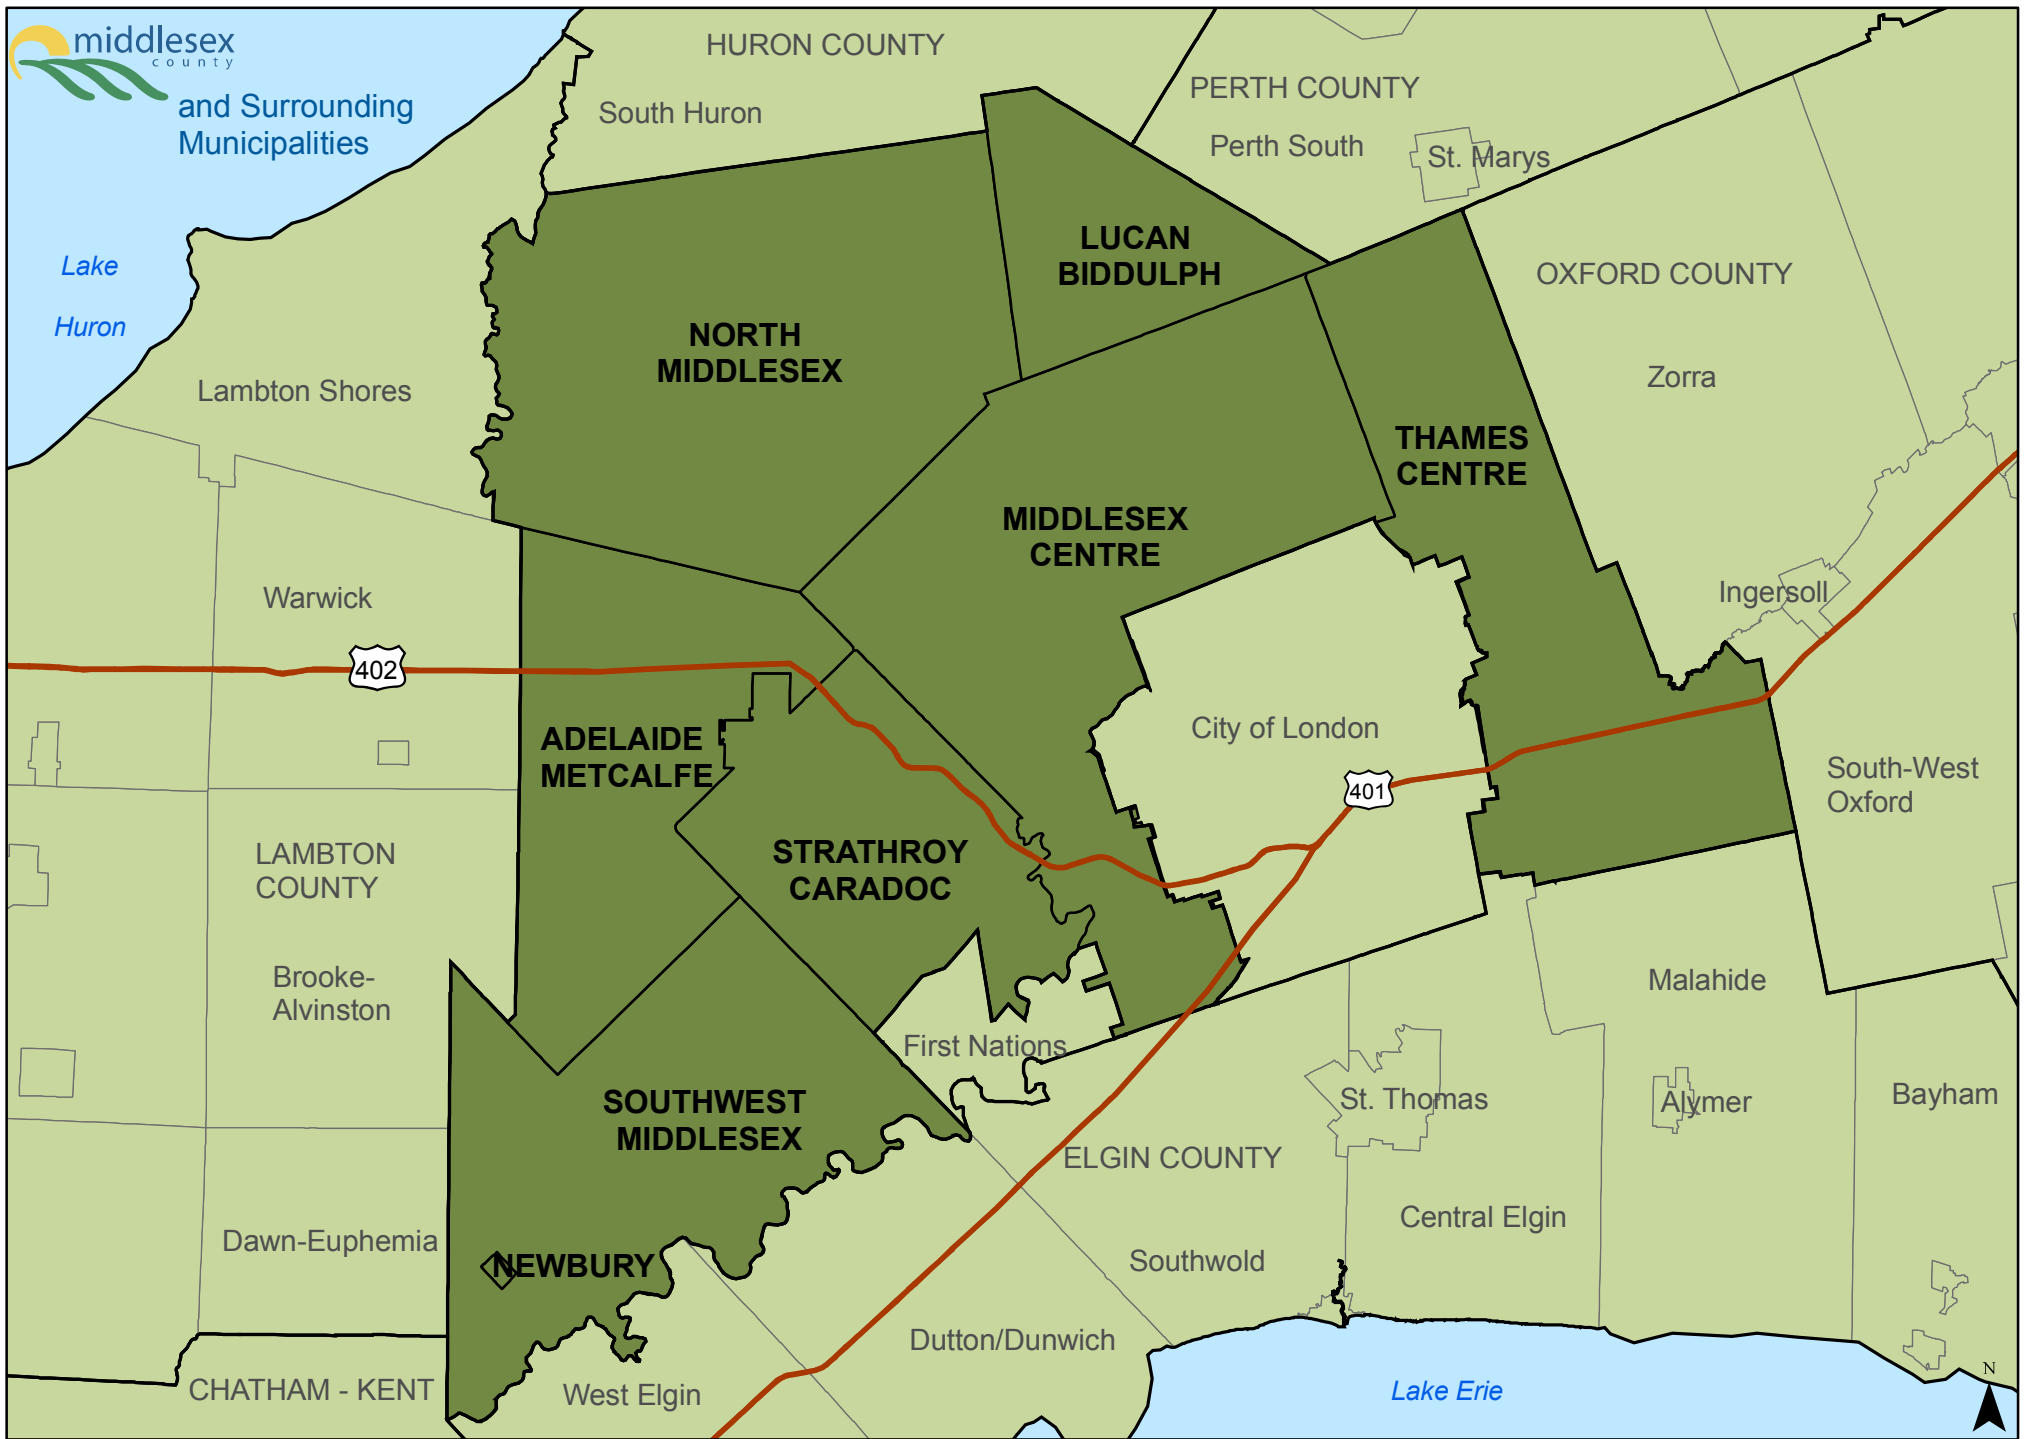 middlesex
county
and Surrounding
Municipalities
HURON COUNTY
South Huron
PERTH COUNTY
Perth South
St. Marys
Lake
Huron
LUCAN
BIDDULPH
OXFORD COUNTY
NORTH
MIDDLESEX
Zorra
Lambton Shores
THAMES
CENTRE
MIDDLESEX
CENTRE
Warwick
Ingersoll
402
City of London
ADELAIDE
METCALFE
401
South-West
Oxford
LAMBTON
COUNTY
STRATHROY
CARADOC
Brooke-
Alvinston
Malahide
First Nations
SOUTHWEST
MIDDLESEX
St. Thomas
Alymer
Bayham
ELGIN COUNTY
Central Elgin
Dawn-Euphemia
NEWBURY
Southwold
Dutton/Dunwich
CHATHAM - KENT
West Elgin
Lake Erie
N